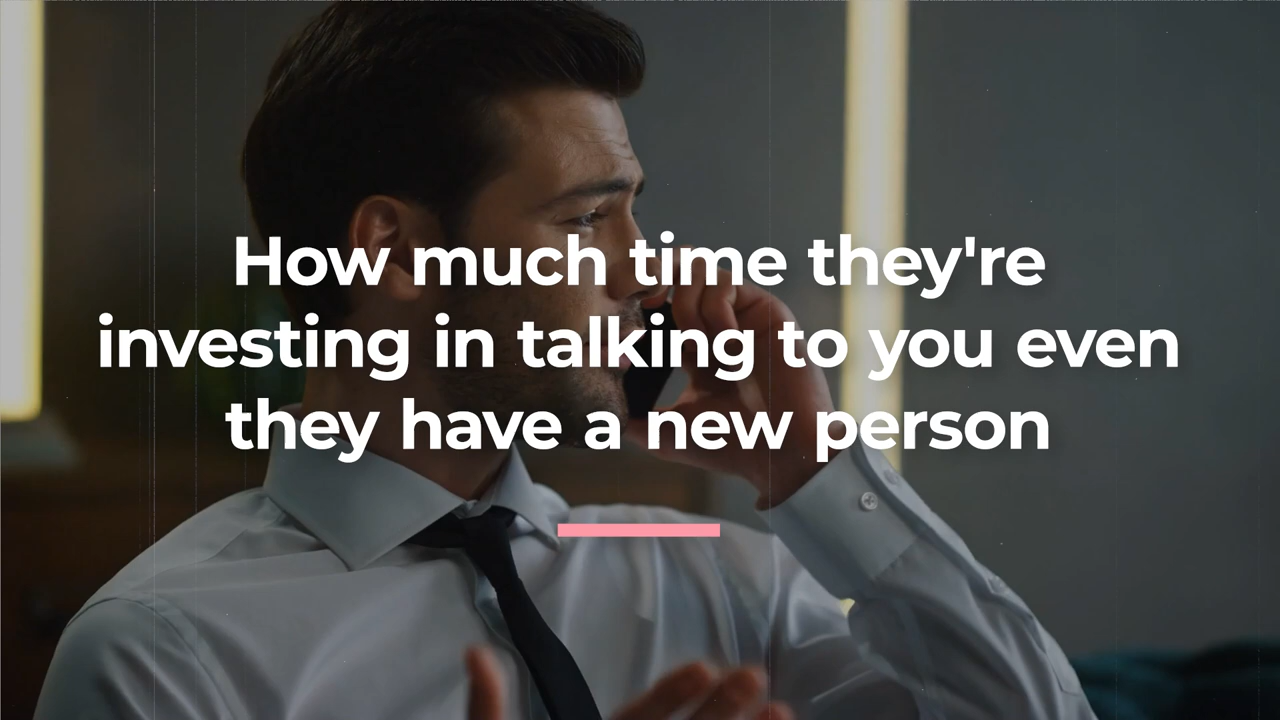 How much time they're
investing in talking to you even
they have a new person